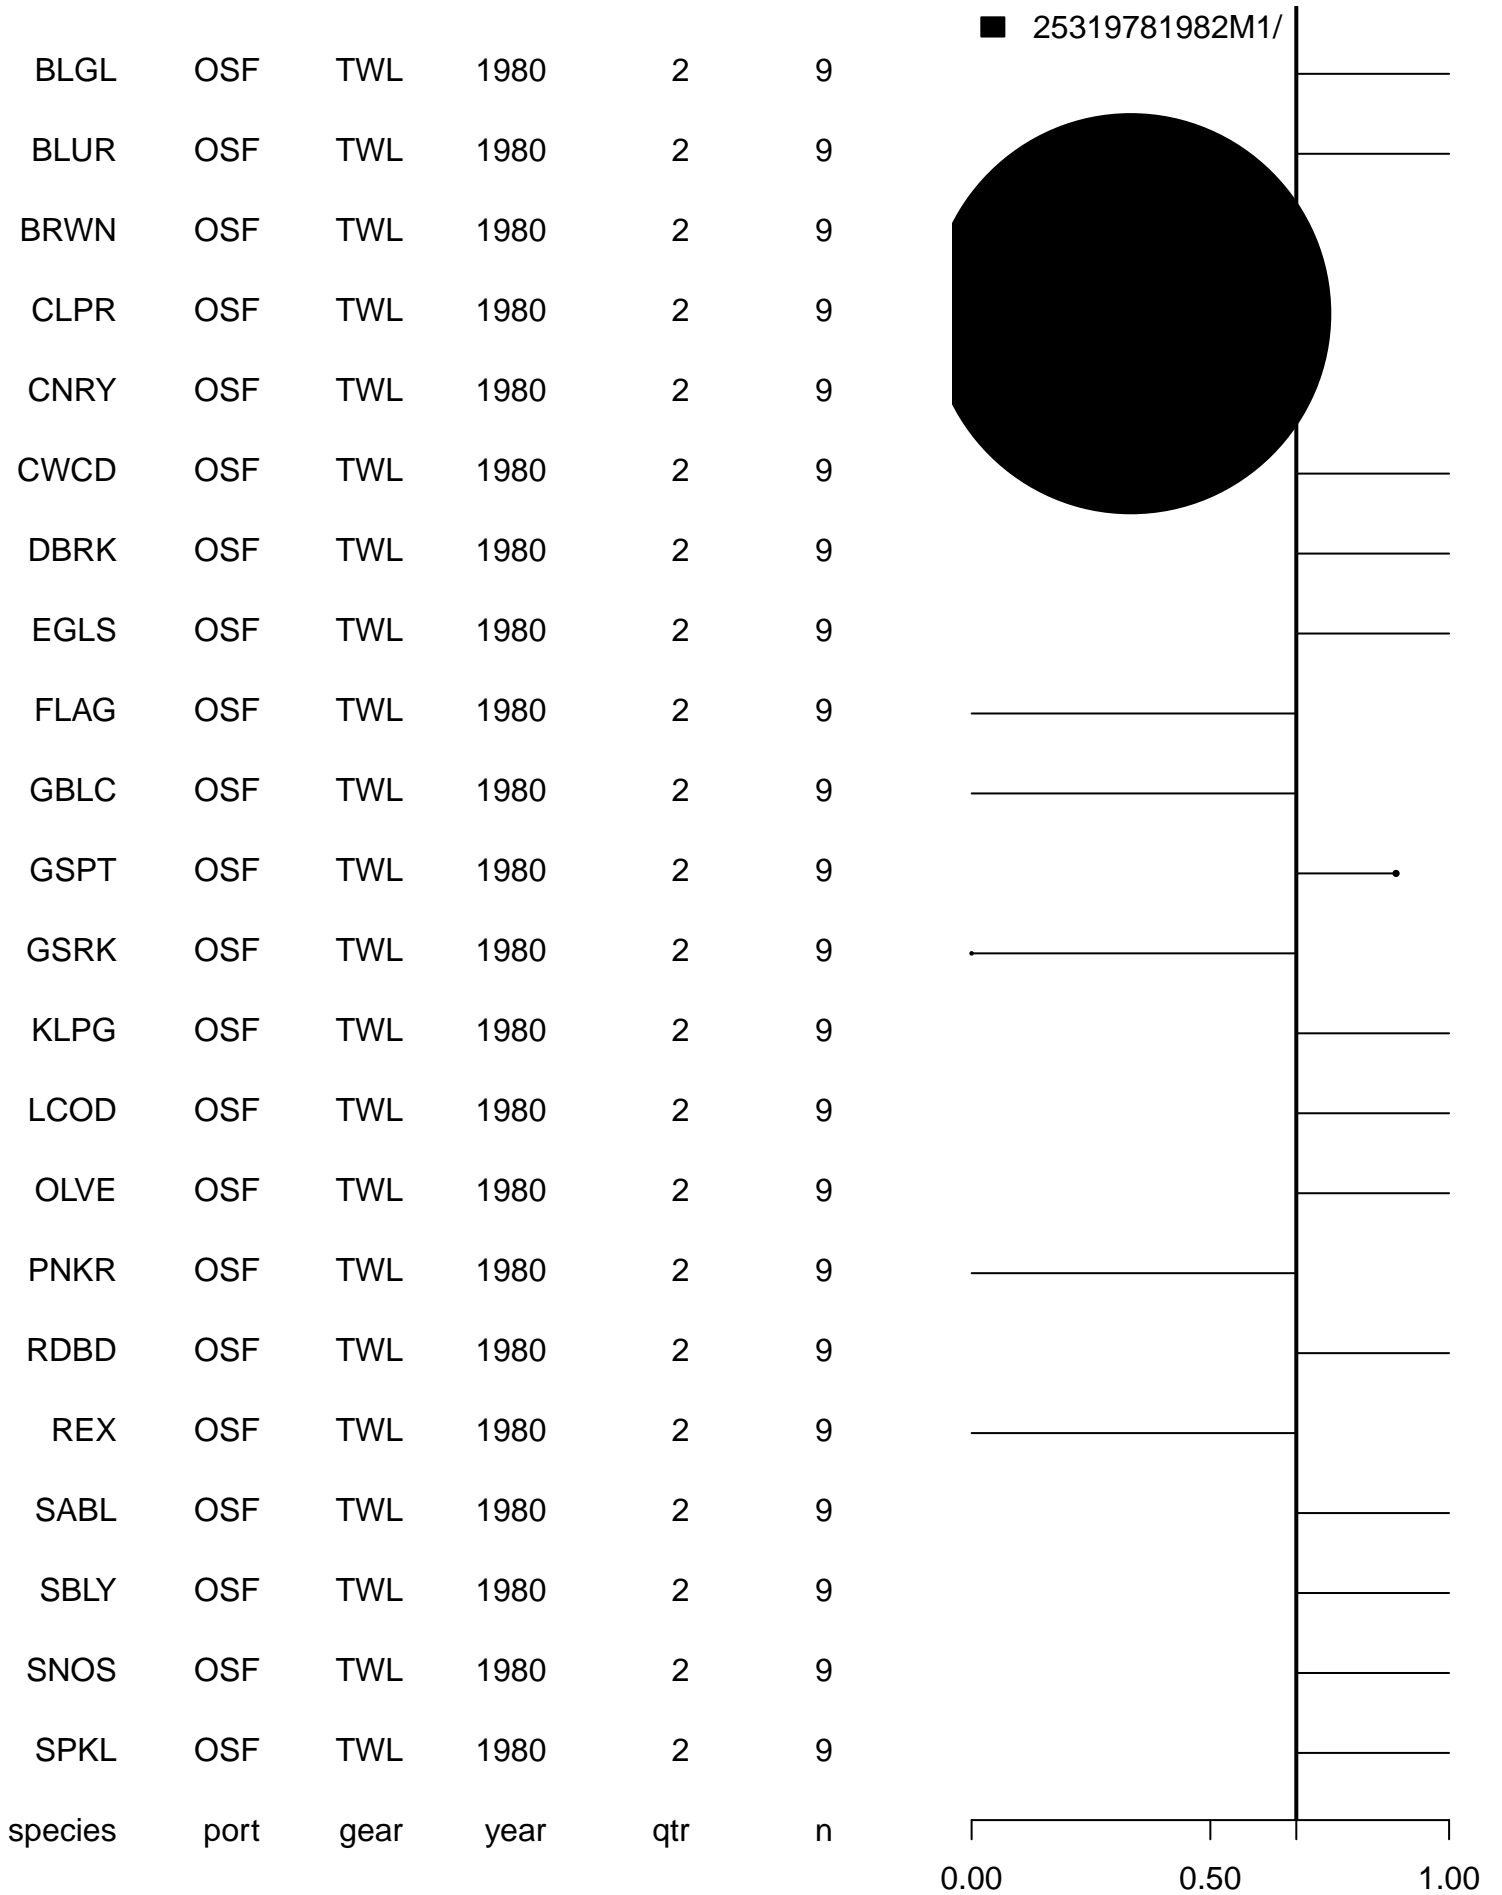 25319781982M1/
BLGL OSF TWL 1980 2 9
BLUR OSF TWL 1980 2 9
BRWN OSF TWL 1980 2 9
CLPR OSF TWL 1980 2 9
CNRY OSF TWL 1980 2 9
CWCD OSF TWL 1980 2 9
DBRK OSF TWL 1980 2 9
EGLS OSF TWL 1980 2 9
FLAG OSF TWL 1980 2 9
GBLC OSF TWL 1980 2 9
GSPT OSF TWL 1980 2 9
GSRK OSF TWL 1980 2 9
KLPG OSF TWL 1980 2 9
LCOD OSF TWL 1980 2 9
OLVE OSF TWL 1980 2 9
PNKR OSF TWL 1980 2 9
RDBD OSF TWL 1980 2 9
REX OSF TWL 1980 2 9
SABL OSF TWL 1980 2 9
SBLY OSF TWL 1980 2 9
SNOS OSF TWL 1980 2 9
SPKL OSF TWL 1980 2 9
species port gear year qtr n
0.00 0.50 1.00